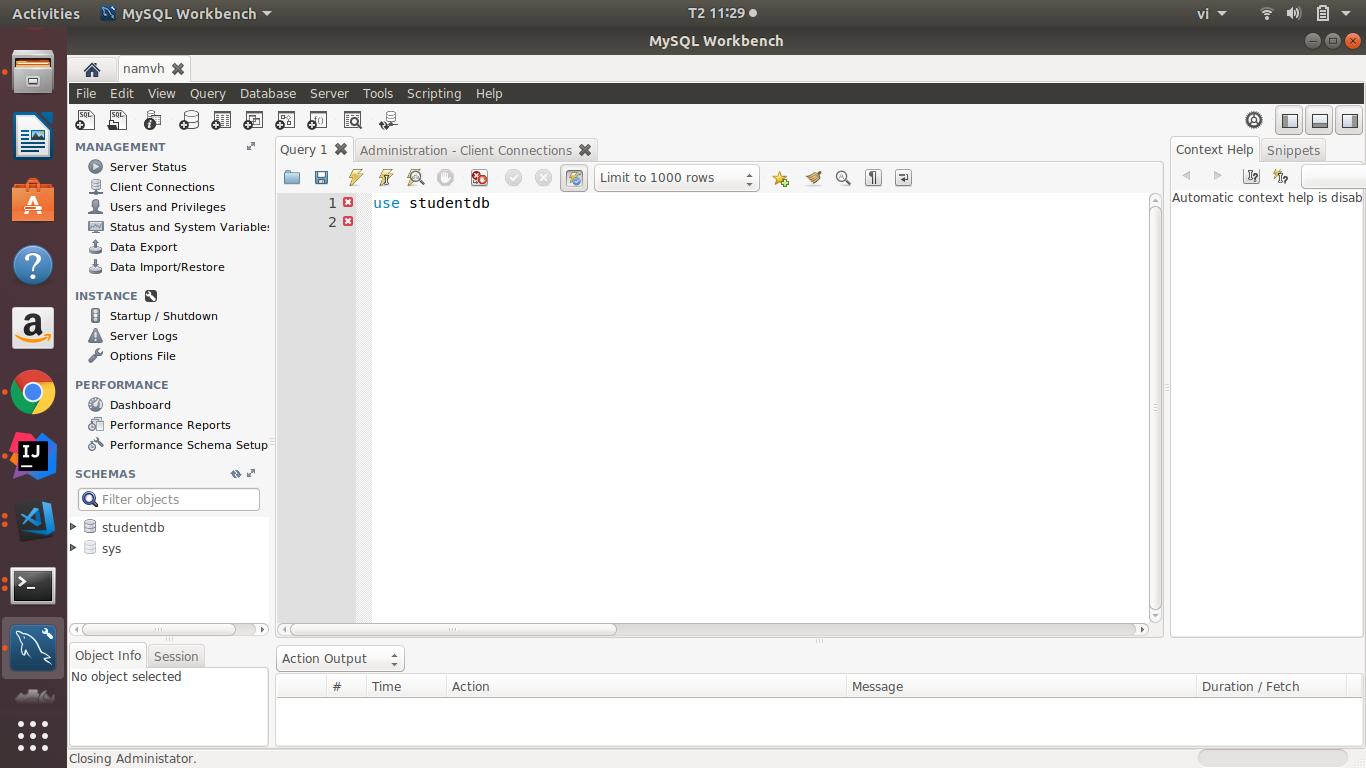 Activities MySQL Workbench T2 11:29 vi
MySQL Workbench
namvh
File Edit View Query Database Server Tools Scripting Help
MANAGEMENT
Server Status
Client Connections
Users and Privileges
Status and System Variables
Data Export
Data Import/Restore
INSTANCE
Startup / Shutdown
Server Logs
Options File
PERFORMANCE
Dashboard
Performance Reports
Performance Schema Setup
SCHEMAS
Filter objects
studentdb
sys
Object Info Session
No object selected
Query 1 Administration - Client Connections
Limit to 1000 rows
1 use studentdb
2
Context Help Snippets
Automatic context help is disab
Action Output
# Time Action Message Duration / Fetch
Closing Administator.